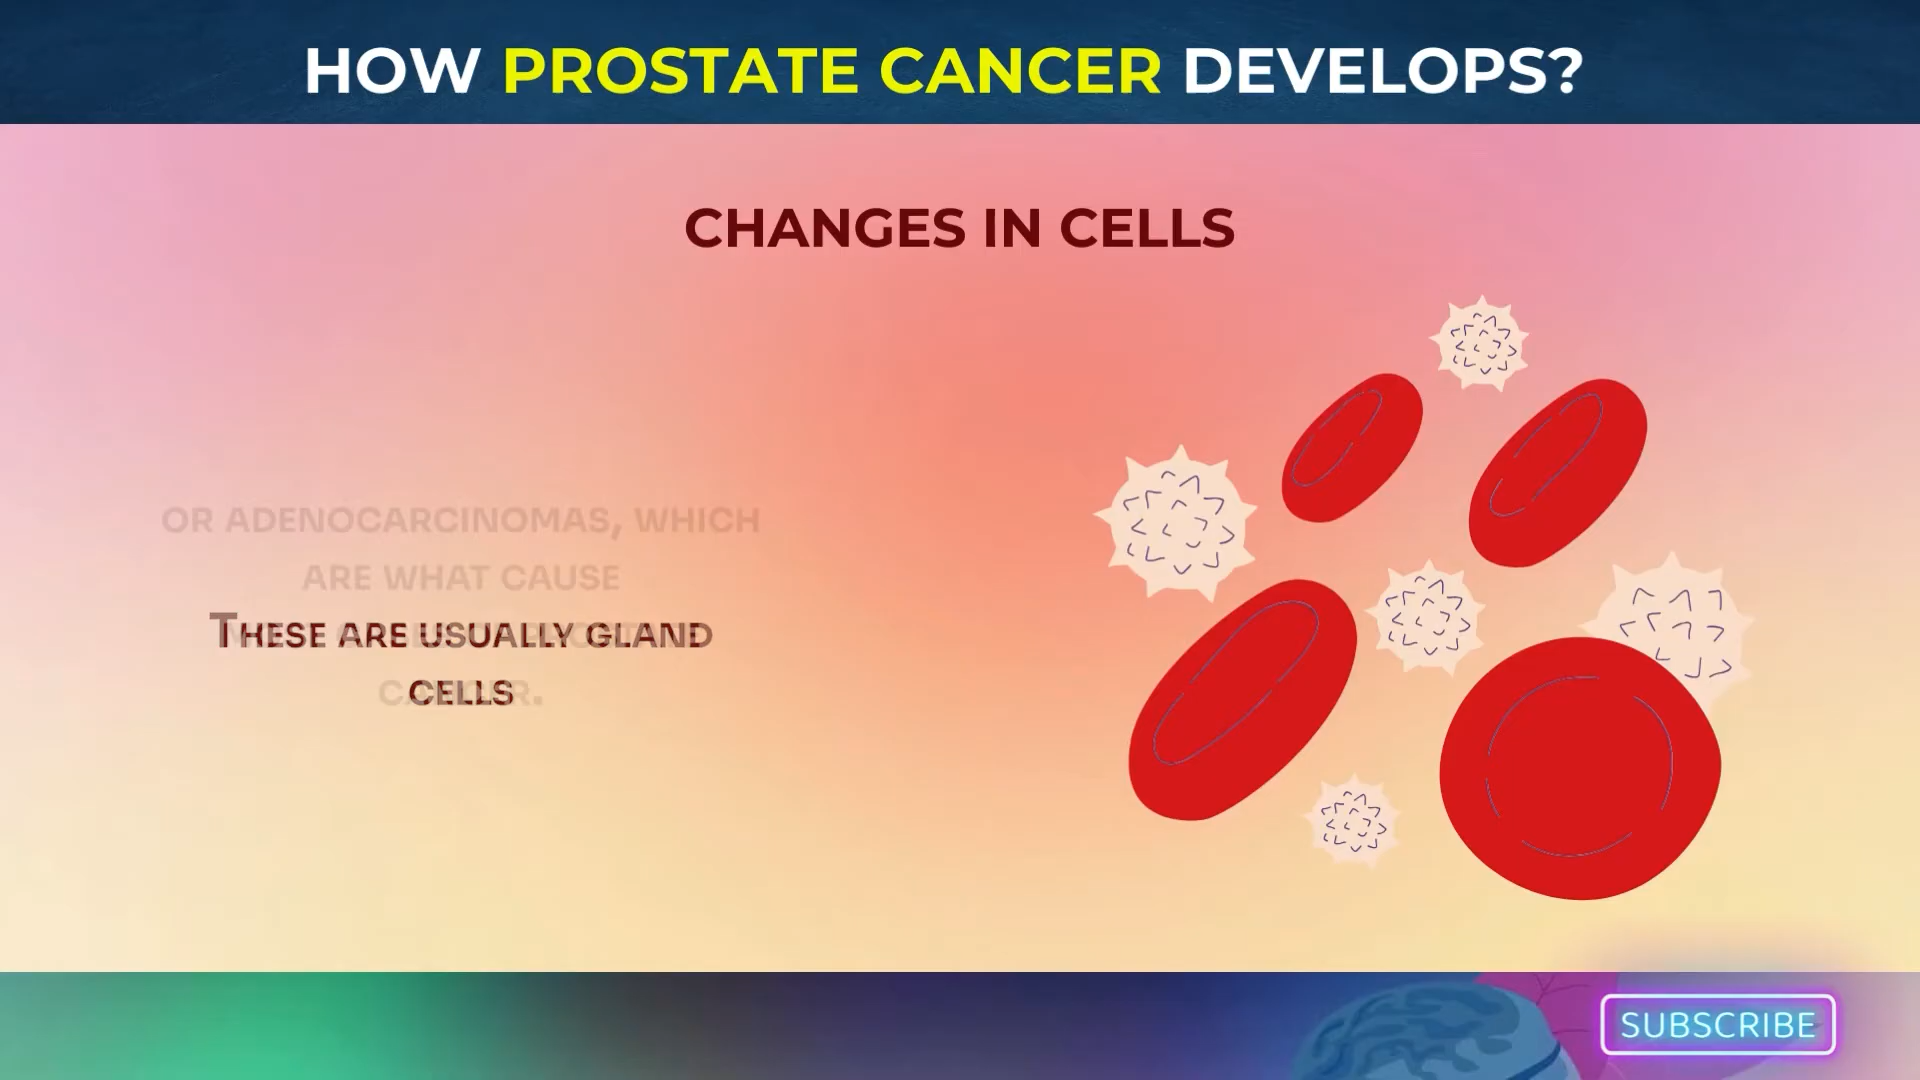 HOW PROSTATE CANCER DEVELOPS?
CHANGES IN CELLS
OR ADENOCARCINOMAS, WHICH
ARE WHAT CAUSE
THESE ARE USUALLY GLAND
CELLS
CANCER.
SUBSCRIBE